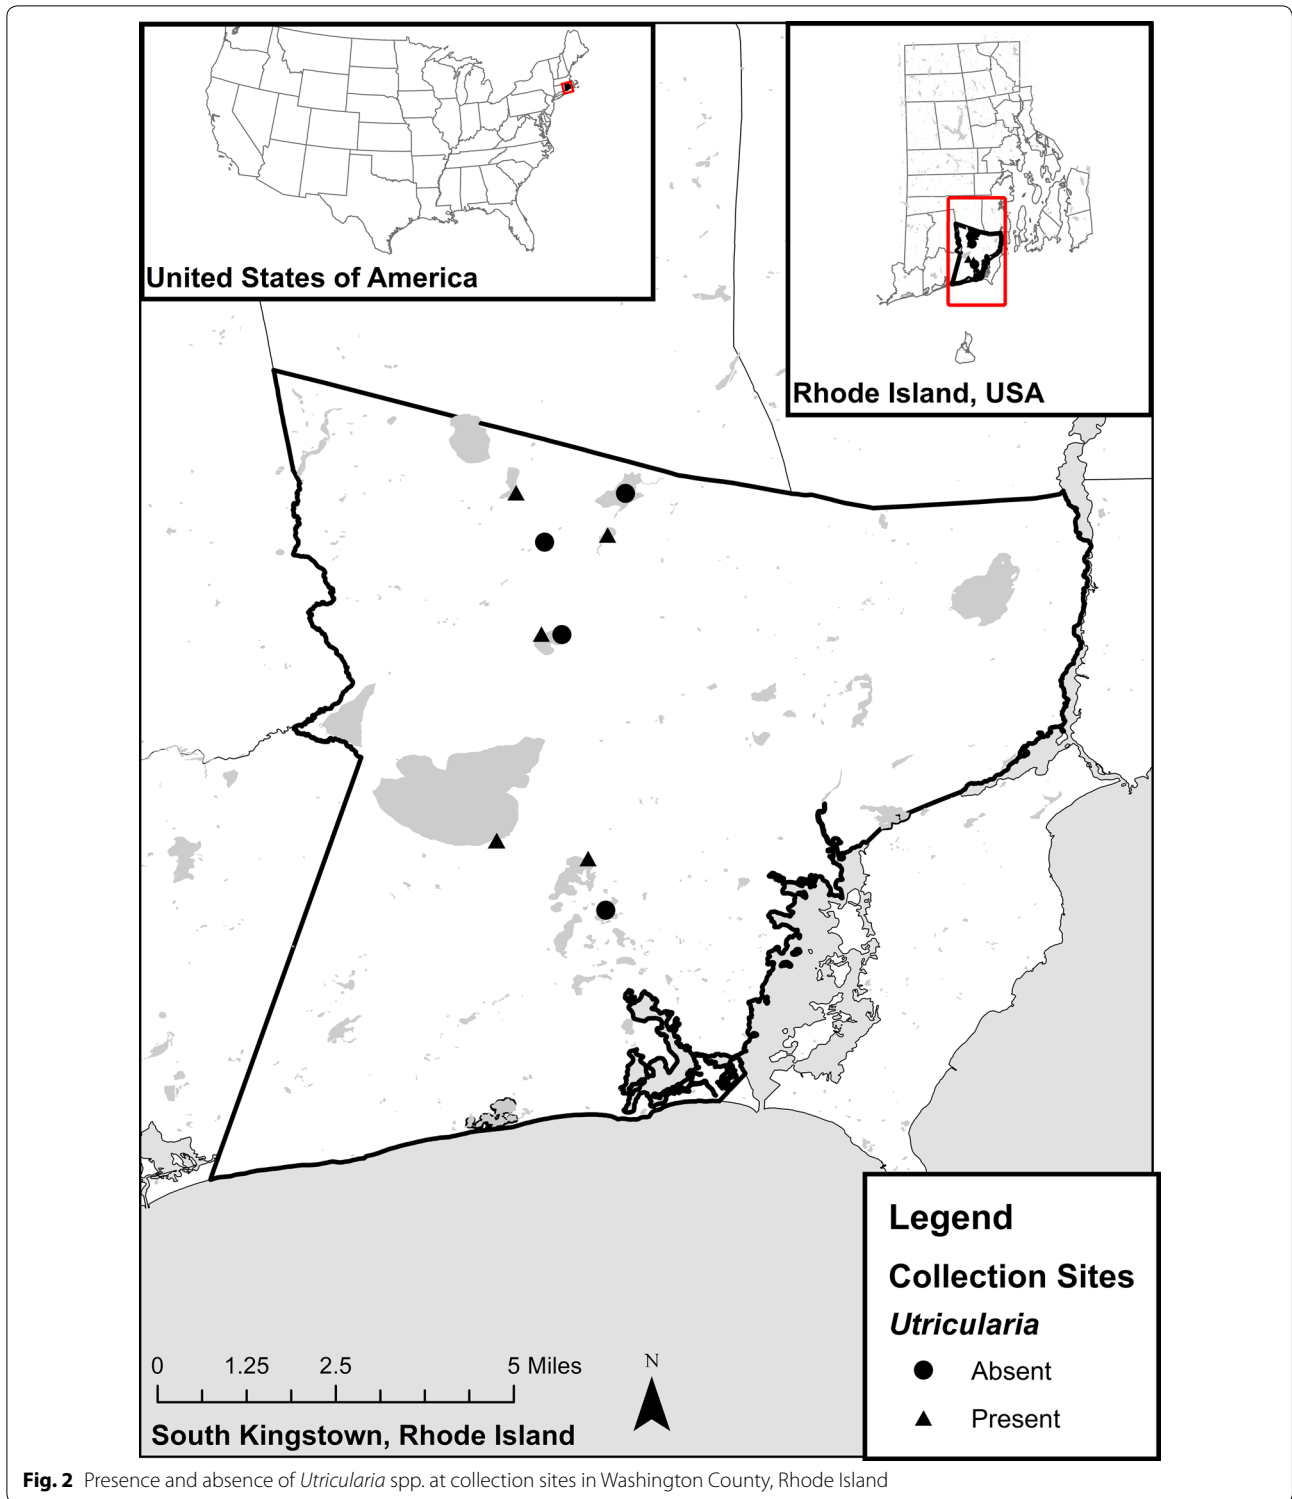 United States of America
Rhode Island, USA
Legend
Collection Sites
Utricularia
Absent
Present
0 1.25 2.5 5 Miles
N
South Kingstown, Rhode Island
Fig. 2 Presence and absence of Utricularia spp. at collection sites in Washington County, Rhode Island